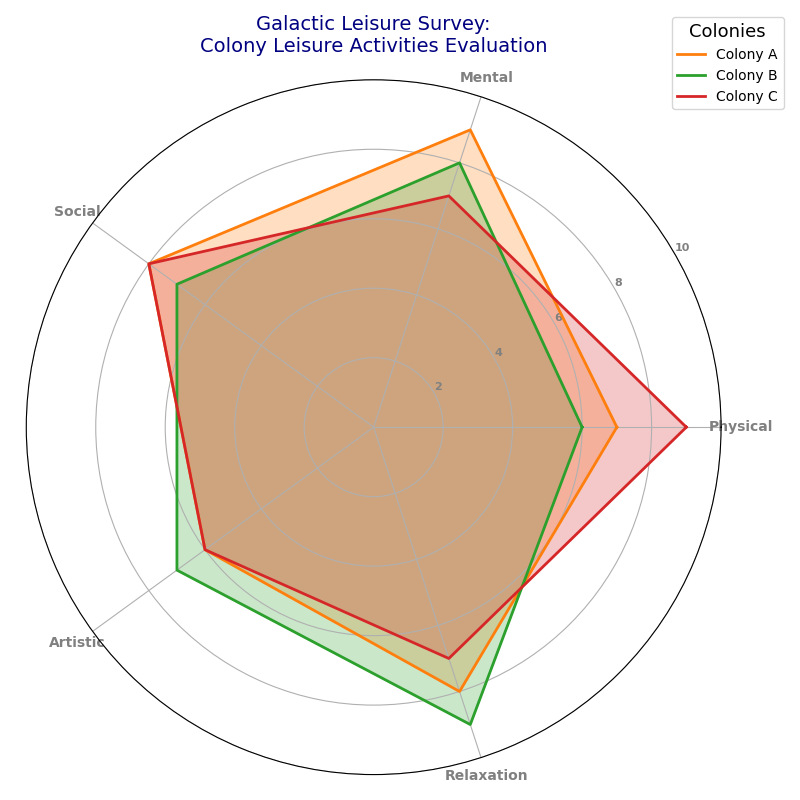 Galactic Leisure Survey:
Colony Leisure Activities Evaluation
Colonies
Colony A
Colony B
Colony C
Mental
Social
10
8
6
4
2
Physical
Artistic
Relaxation